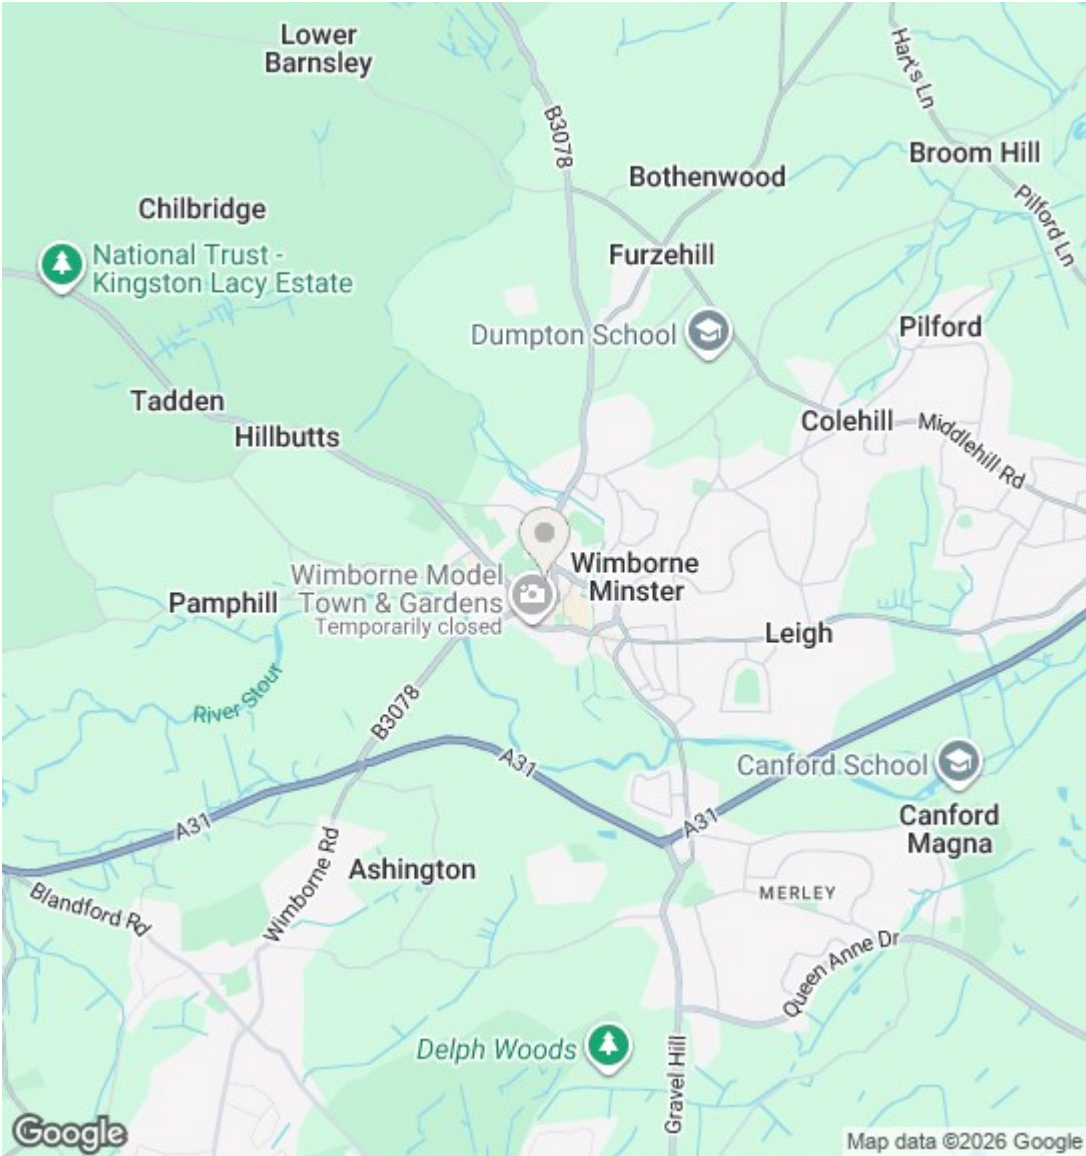 Lower
Barnsley
Hart's Ln
B3078
Broom Hill
Bothenwood
Pilford Ln
Chilbridge
National Trust -
Kingston Lacy Estate
Furzehill
Dumpton School
Pilford
Tadden
Hillbutts
Colehill
Middlehill Rd
Wimborne
Minster
Wimborne Model
Town & Gardens
Temporarily closed
Pamphill
Leigh
River Stour
B3078
A31
Canford School
A31
A31
Canford
Magna
Ashington
Wimborne Rd
Blandford Rd
MERLEY
Queen Anne Dr
Delph Woods
Gravel Hill
Google
Map data ©2026 Google